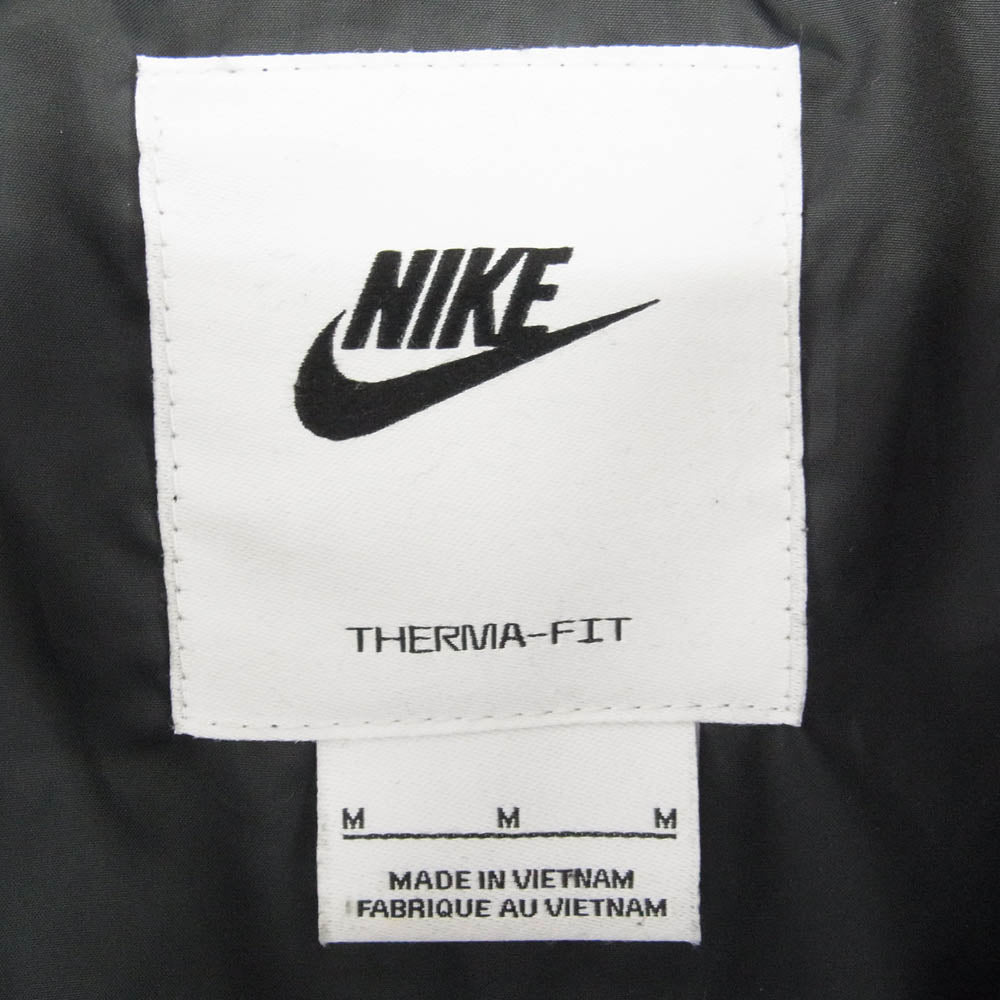 NIKE
THERMA-FIT
M M M
MADE IN VIETNAM
FABRIQUE AU VIETNAM